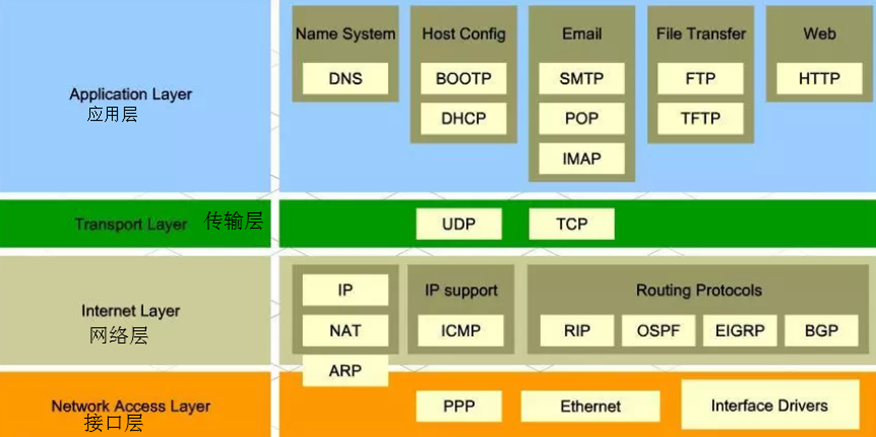 Application Layer
应用层
Name System
DNS
Host Config
BOOTP
DHCP
Email
SMTP
POP
IMAP
File Transfer
FTP
TFTP
Web
HTTP
Transport Layer 传输层
UDP
TCP
Internet Layer
网络层
IP
NAT
ARP
IP support
ICMP
Routing Protocols
RIP
OSPF
EIGRP
BGP
Network Access Layer
接口层
PPP
Ethernet
Interface Drivers